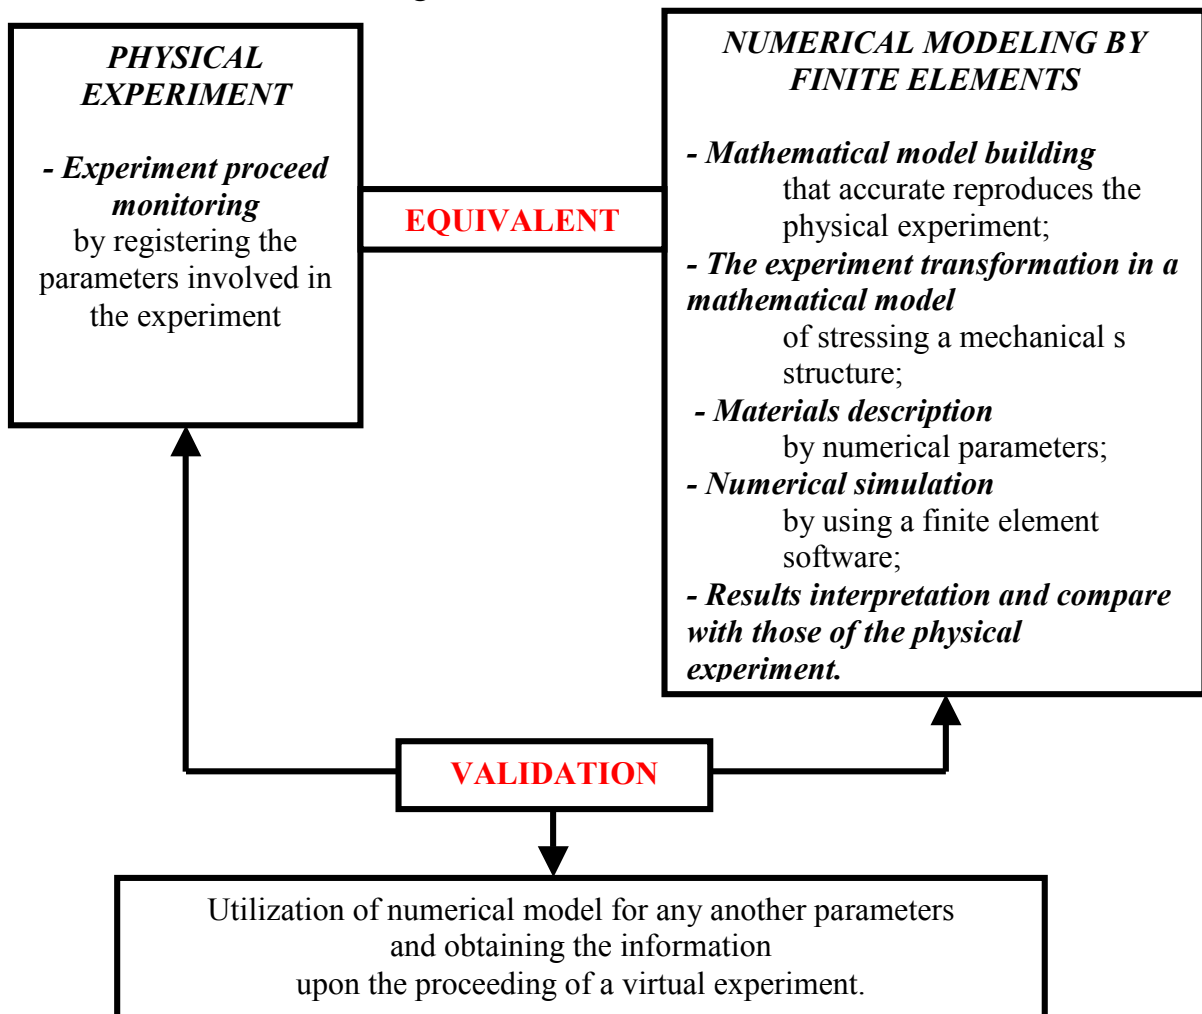 PHYSICAL
EXPERIMENT
- Experiment proceed
monitoring
by registering the
parameters involved in
the experiment
EQUIVALENT
NUMERICAL MODELING BY
FINITE ELEMENTS
- Mathematical model building
that accurate reproduces the
physical experiment;
- The experiment transformation in a
mathematical model
of stressing a mechanical s
structure;
- Materials description
by numerical parameters;
- Numerical simulation
by using a finite element
software;
- Results interpretation and compare
with those of the physical
experiment.
VALIDATION
Utilization of numerical model for any another parameters
and obtaining the information
upon the proceeding of a virtual experiment.